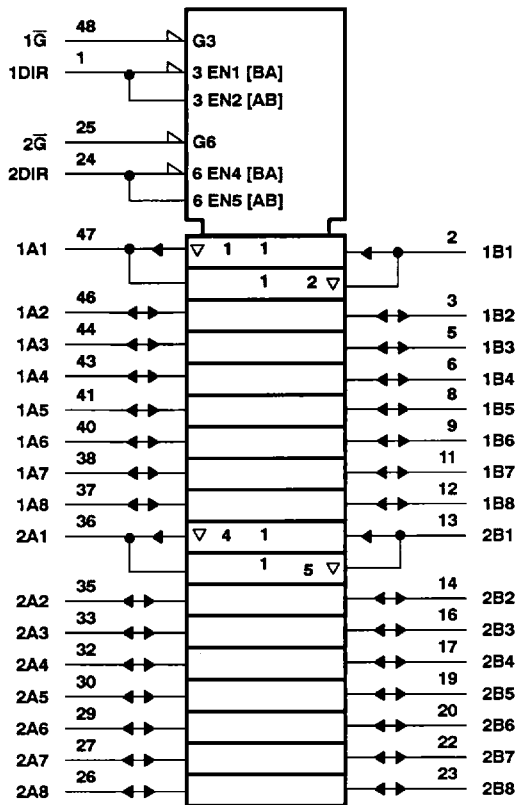 1G̅ 48 G3
1DIR 1 3 EN1 [BA]
3 EN2 [AB]
2G̅ 25 G6
2DIR 24 6 EN4 [BA]
6 EN5 [AB]
1A1 47 ▽ 1 1 2 1B1
1 2 ▽
1A2 46 3 1B2
1A3 44 5 1B3
1A4 43 6 1B4
1A5 41 8 1B5
1A6 40 9 1B6
1A7 38 11 1B7
1A8 37 12 1B8
2A1 36 ▽ 4 1 13 2B1
1 5 ▽
2A2 35 14 2B2
2A3 33 16 2B3
2A4 32 17 2B4
2A5 30 19 2B5
2A6 29 20 2B6
2A7 27 22 2B7
2A8 26 23 2B8